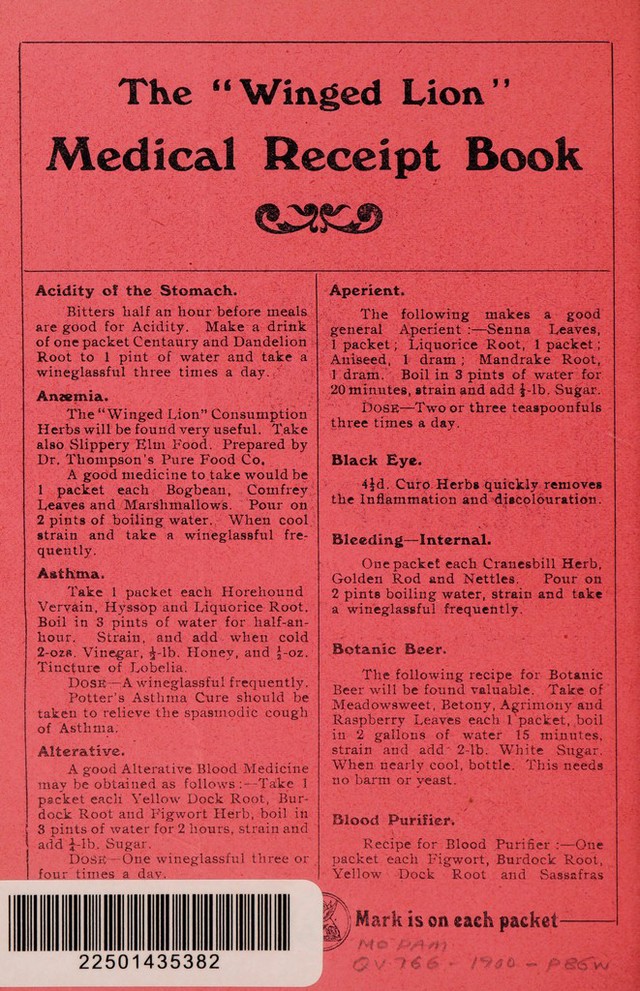 The "Winged Lion"
Medical Receipt Book
Acidity of the Stomach.
Bitters half an hour before meals
are good for Acidity. Make a drink
of one packet Centaury and Dandelion
Root to 1 pint of water and take a
wineglassful three times a day.
Anæmia.
The "Winged Lion" Consumption
Herbs will be found very useful. Take
also Slippery Elm Food. Prepared by
Dr. Thompson's Pure Food Co.
A good medicine to take would be
1 packet each Bogbean, Comfrey
Leaves and Marshmallows. Pour on
2 pints of boiling water. When cool
strain and take a wineglassful fre-
quently.
Asthma.
Take 1 packet each Horehound
Vervain, Hyssop and Liquorice Root.
Boil in 3 pints of water for half-an-
hour. Strain, and add when cold
2-ozs. Vinegar, ½-lb. Honey, and ½-oz.
Tincture of Lobelia.
DOSE—A wineglassful frequently.
Potter's Asthma Cure should be
taken to relieve the spasmodic cough
of Asthma.
Alterative.
A good Alterative Blood Medicine
may be obtained as follows:—Take 1
packet each Yellow Dock Root, Bur-
dock Root and Figwort Herb, boil in
3 pints of water for 2 hours, strain and
add ¼-lb. Sugar.
DOSE—One wineglassful three or
four times a day.
Aperient.
The following makes a good
general Aperient :—Senna Leaves,
1 packet; Liquorice Root, 1 packet;
Aniseed, 1 dram; Mandrake Root,
1 dram. Boil in 3 pints of water for
20 minutes, strain and add ½-lb. Sugar.
DOSE—Two or three teaspoonfuls
three times a day.
Black Eye.
4½d. Curo Herbs quickly removes
the Inflammation and discolouration.
Bleeding—Internal.
One packet each Cranesbill Herb,
Golden Rod and Nettles. Pour on
2 pints boiling water, strain and take
a wineglassful frequently.
Botanic Beer.
The following recipe for Botanic
Beer will be found valuable. Take of
Meadowsweet, Betony, Agrimony and
Raspberry Leaves each 1 packet, boil
in 2 gallons of water 15 minutes,
strain and add 2-lb. White Sugar.
When nearly cool, bottle. This needs
no barm or yeast.
Blood Purifier.
Recipe for Blood Purifier :—One
packet each Figwort, Burdock Root,
Yellow Dock Root and Sassafras
Mark is on each packet
22501435382
MOPAM
QV 766 - 1900 - PBGW